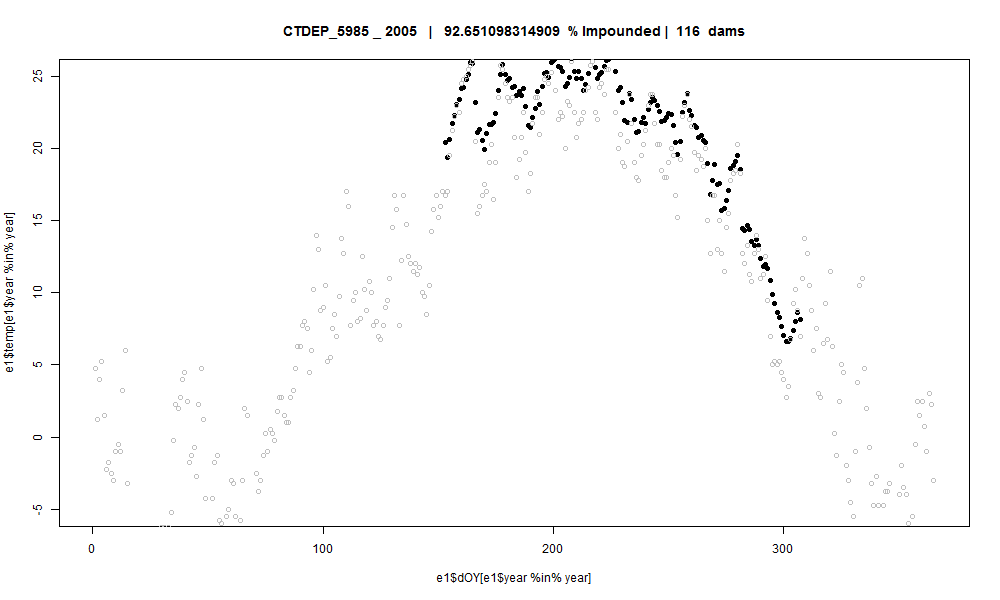 CTDEP_5985 _ 2005 | 92.651098314909 % Impounded | 116 dams
25
20
15
10
5
0
-5
e1$temp[e1$year %in% year]
0 100 200 300
e1$dOY[e1$year %in% year]